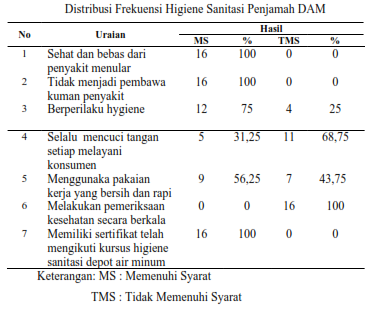 Distribusi Frekuensi Higiene Sanitasi Penjamah DAM
No Uraian Hasil
MS % TMS %
1 Sehat dan bebas dari 16 100 0 0
penyakit menular
2 Tidak menjadi pembawa 16 100 0 0
kuman penyakit
3 Berperilaku hygiene 12 75 4 25
4 Selalu mencuci tangan 5 31,25 11 68,75
setiap melayani
konsumen
5 Menggunaka pakaian 9 56,25 7 43,75
kerja yang bersih dan rapi
6 Melakukan pemeriksaan 0 0 16 100
kesehatan secara berkala
7 Memiliki sertifikat telah 16 100 0 0
mengikuti kursus higiene
sanitasi depot air minum
Keterangan: MS : Memenuhi Syarat
TMS : Tidak Memenuhi Syarat